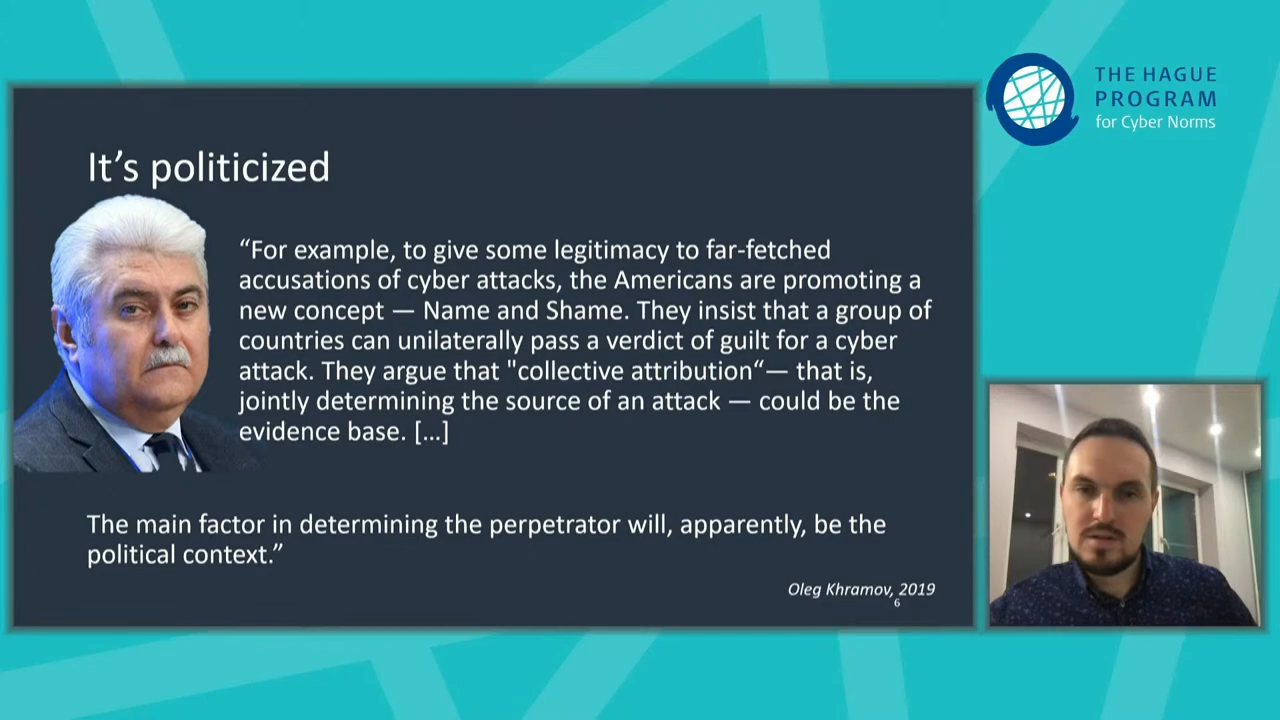 THE HAGUE
PROGRAM
for Cyber Norms
It’s politicized
“For example, to give some legitimacy to far-fetched
accusations of cyber attacks, the Americans are promoting a
new concept — Name and Shame. They insist that a group of
countries can unilaterally pass a verdict of guilt for a cyber
attack. They argue that "collective attribution“— that is,
jointly determining the source of an attack — could be the
evidence base. […]
The main factor in determining the perpetrator will, apparently, be the
political context.”
Oleg Khramov, 2019
6